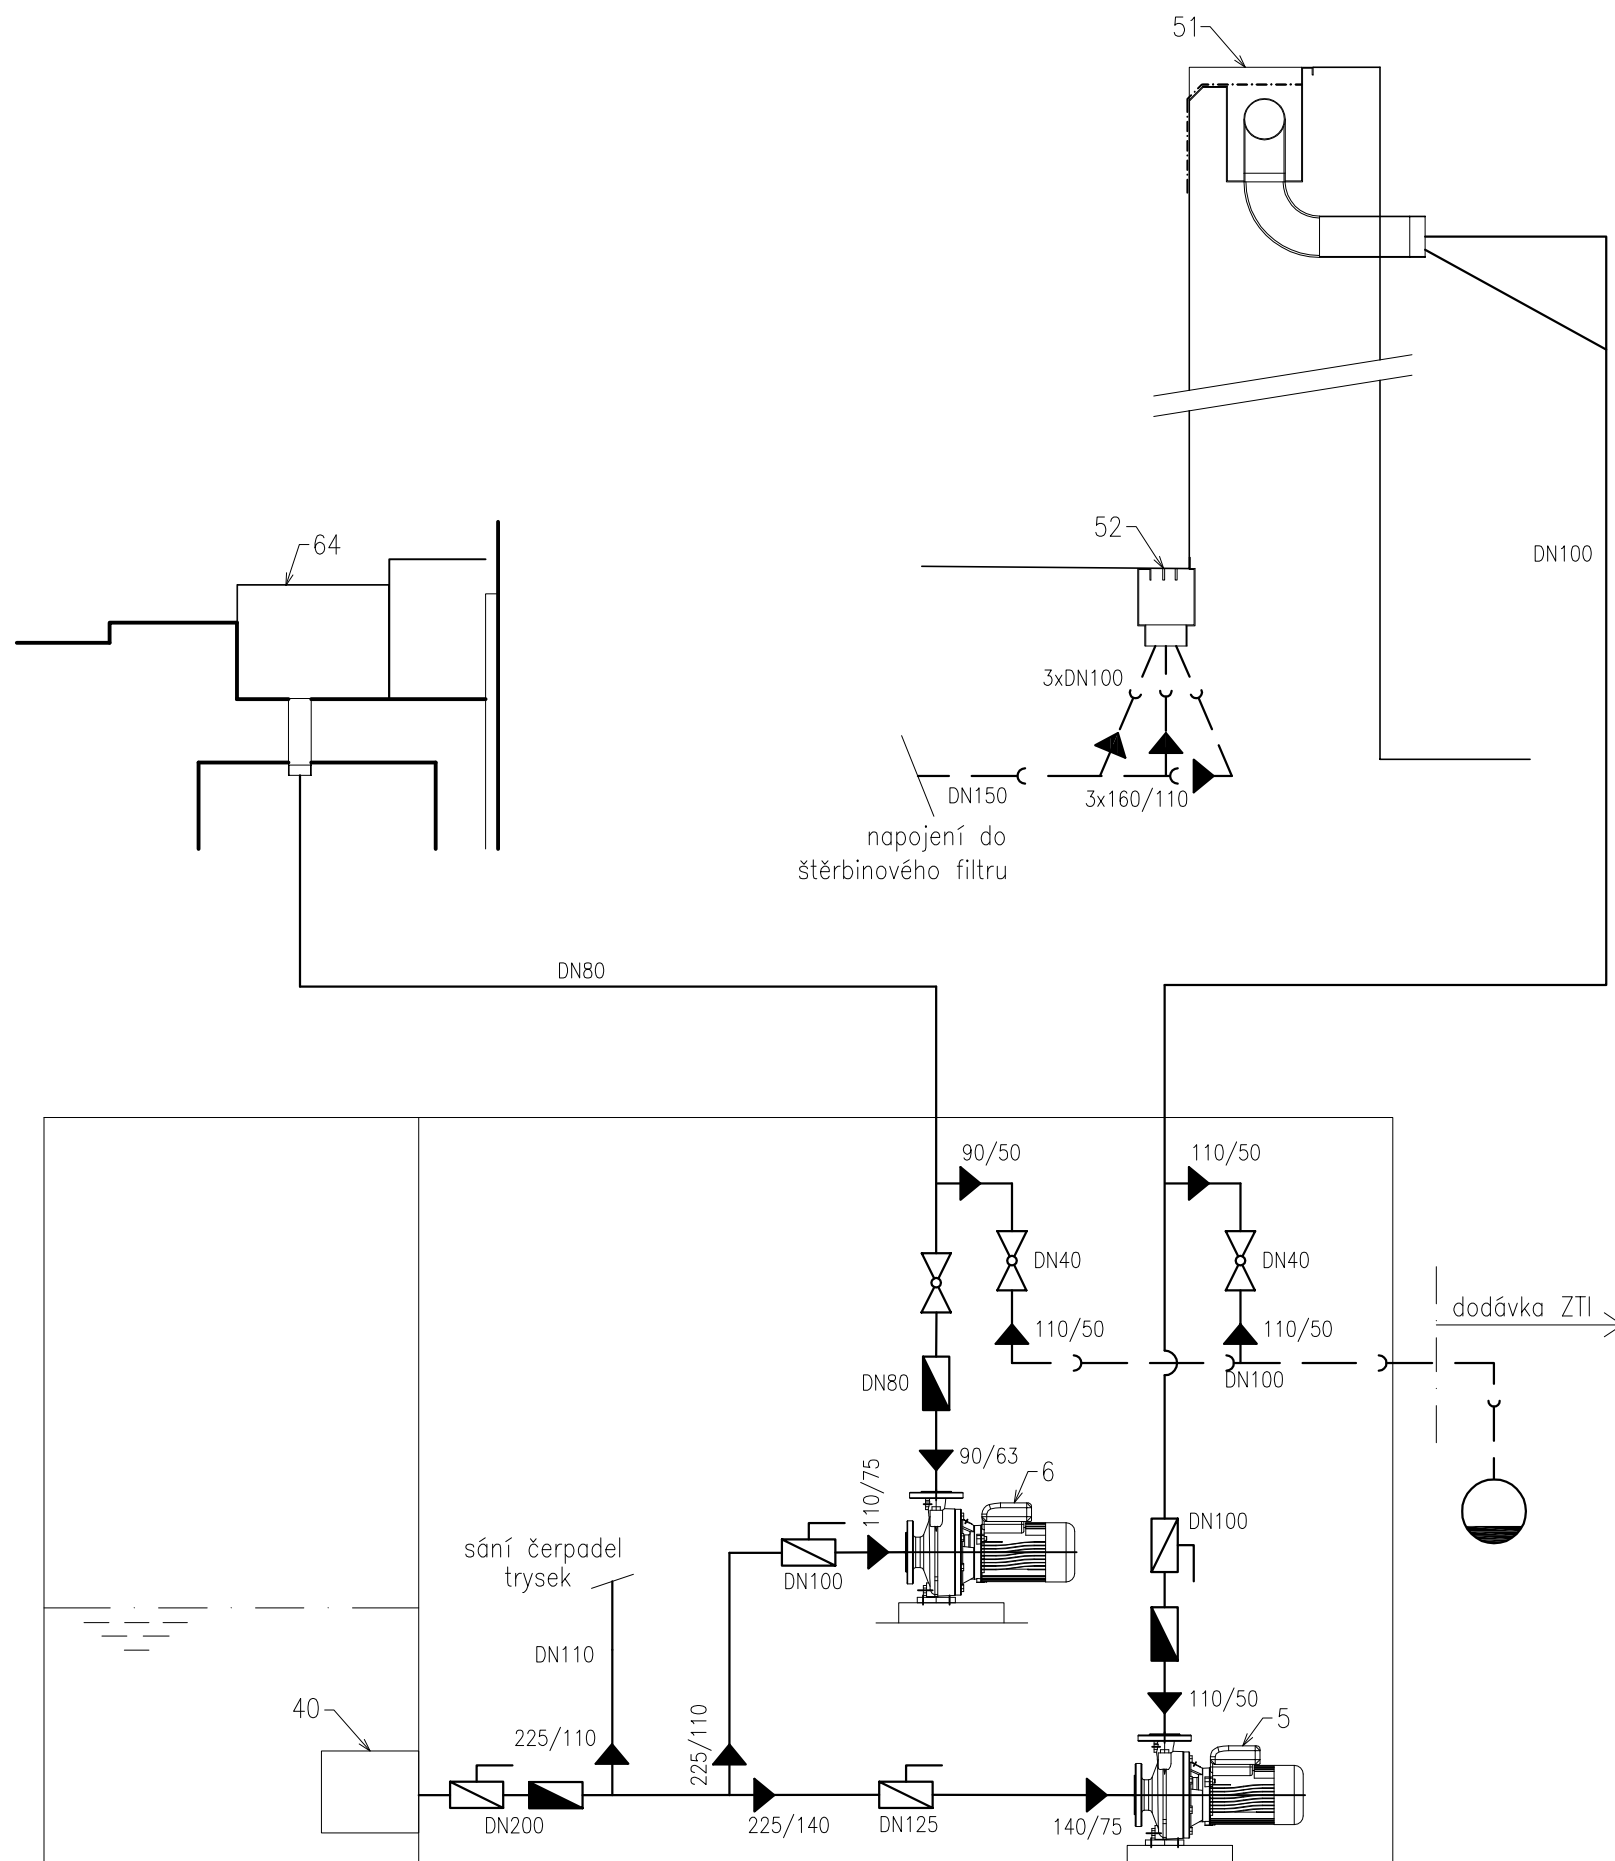 51
52
64
DN100
3xDN100
DN150
3x160/110
napojení do
štěrbinového filtru
DN80
90/50
110/50
DN40
DN40
dodávka ZTI
110/50
110/50
DN100
DN80
90/63
6
110/75
DN100
sání čerpadel
trysek
DN100
DN110
110/50
40
5
225/110
225/110
DN200
225/140
DN125
140/75